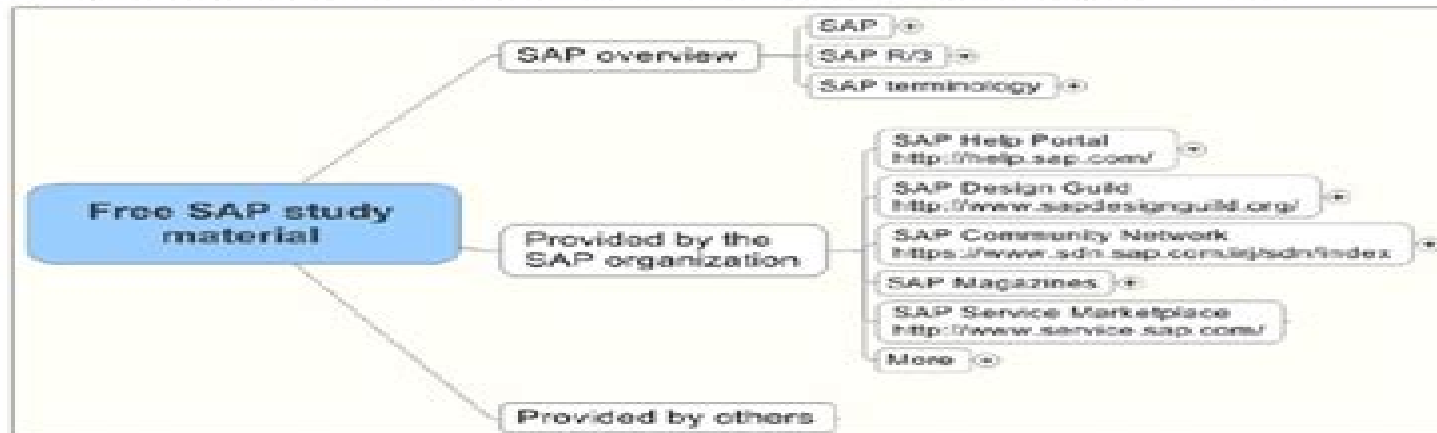 SAP
SAP overview
SAP R/3
SAP terminology
SAP Help Portal
http://help.sap.com/
SAP Design Guild
http://www.sapdesignguild.org/
Free SAP study
material
Provided by the
SAP organization
SAP Community Network
https://www.sdn.sap.com/irj/sdn/index
SAP Magazines
SAP Service Marketplace
http://www.service.sap.com/
More
Provided by others